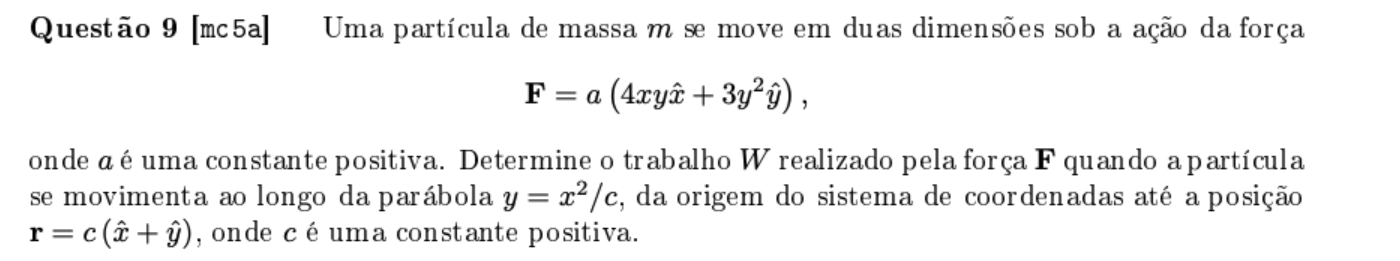 Questão 9 [mc5a] Uma partícula de massa m se move em duas dimensões sob a ação da força
F = a (4xyx̂ + 3y²ŷ) ,
onde a é uma constante positiva. Determine o trabalho W realizado pela força F quando a partícula
se movimenta ao longo da parábola y = x²/c, da origem do sistema de coordenadas até a posição
r = c (x̂ + ŷ), onde c é uma constante positiva.